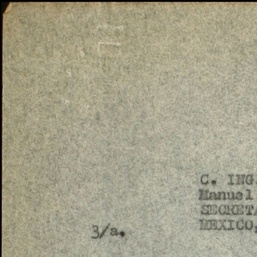 C. ING.
Manuel
SECRETA
MEXICO,
3/a.